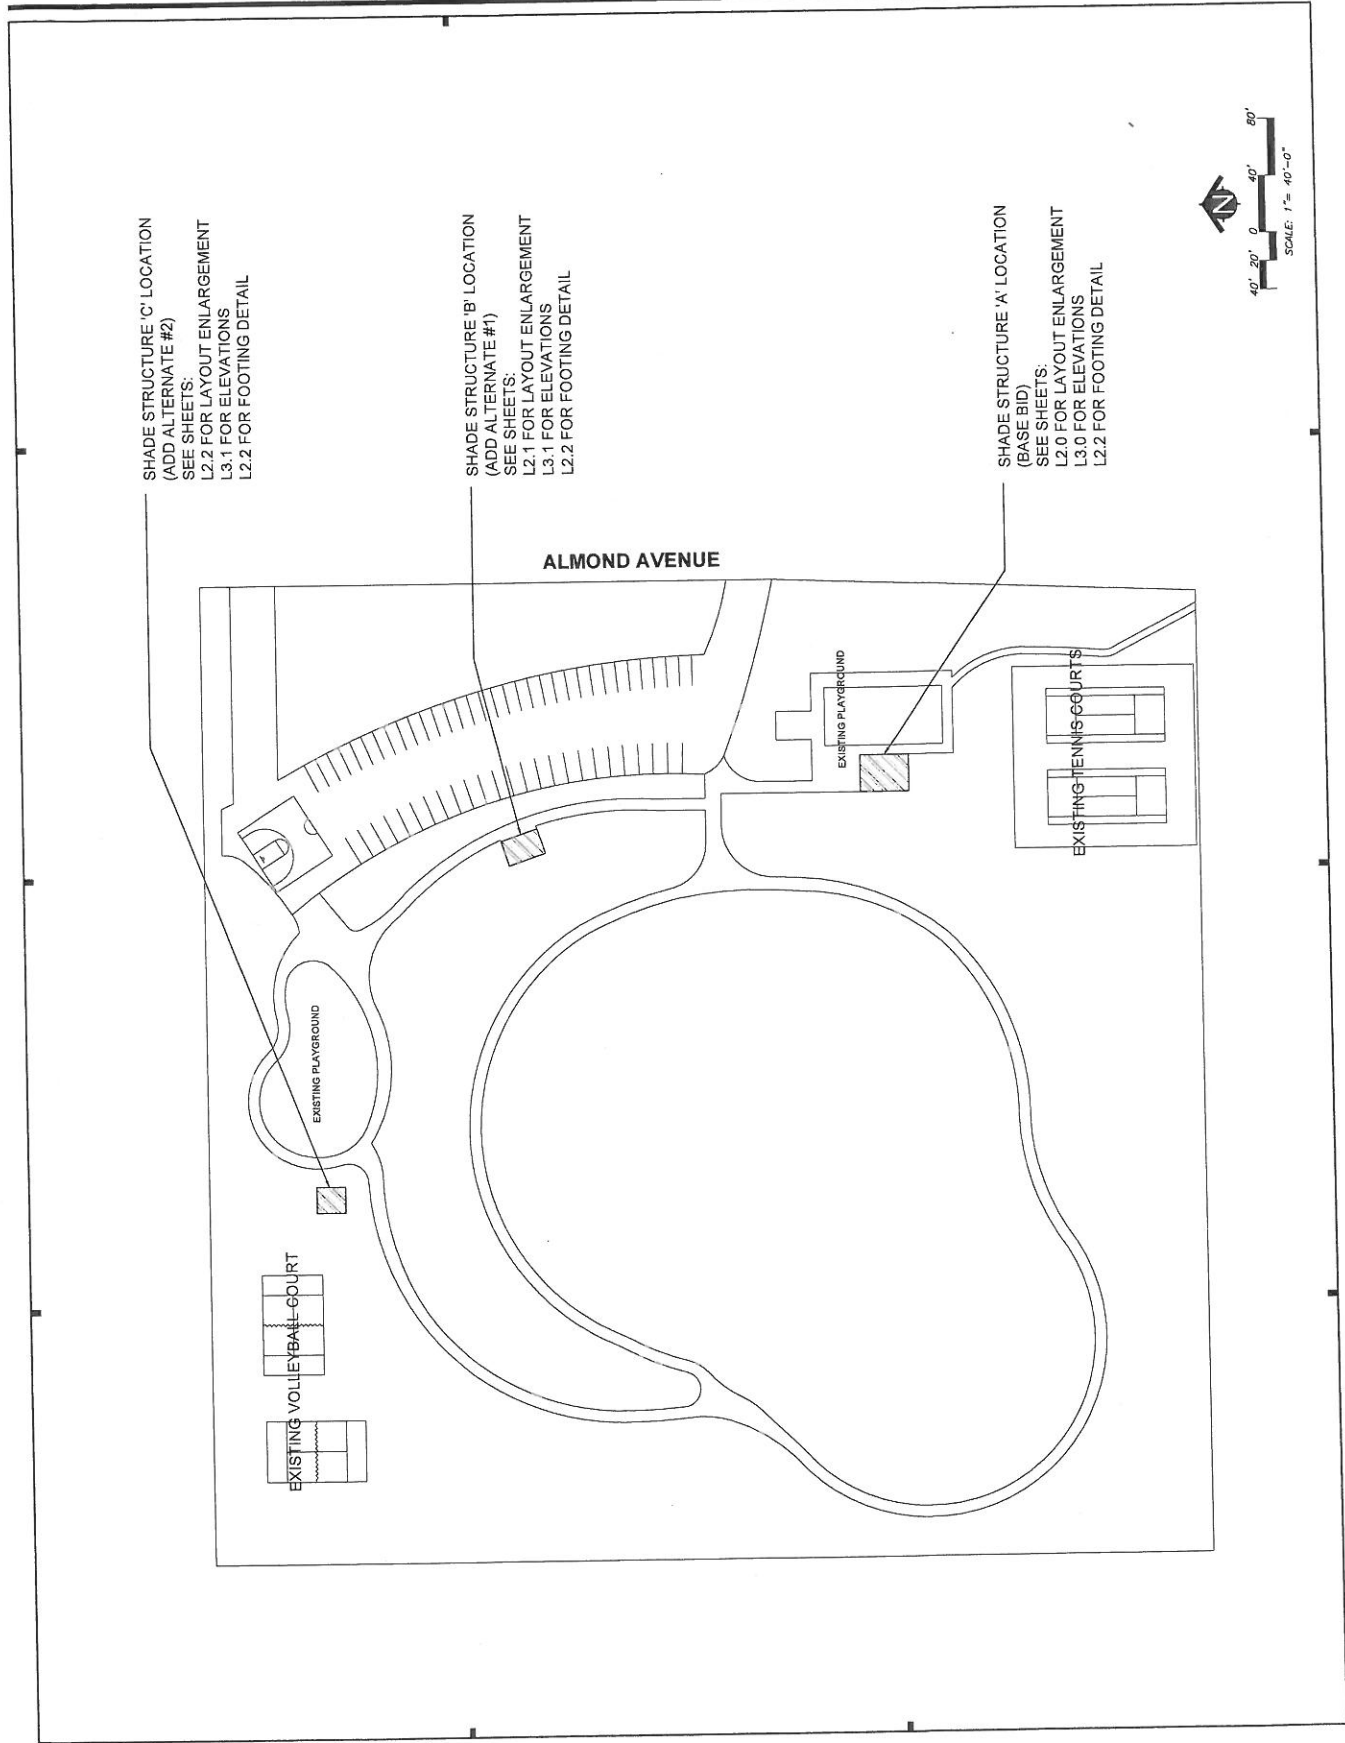 SHADE STRUCTURE 'C' LOCATION
(ADD ALTERNATE #2)
SEE SHEETS:
L2.2 FOR LAYOUT ENLARGEMENT
L3.1 FOR ELEVATIONS
L2.2 FOR FOOTING DETAIL
SHADE STRUCTURE 'B' LOCATION
(ADD ALTERNATE #1)
SEE SHEETS:
L2.1 FOR LAYOUT ENLARGEMENT
L3.1 FOR ELEVATIONS
L2.2 FOR FOOTING DETAIL
SHADE STRUCTURE 'A' LOCATION
(BASE BID)
SEE SHEETS:
L2.0 FOR LAYOUT ENLARGEMENT
L3.0 FOR ELEVATIONS
L2.2 FOR FOOTING DETAIL
N
40' 20' 0 40' 80'
SCALE: 1"= 40'-0"
ALMOND AVENUE
EXISTING PLAYGROUND
EXISTING TENNIS COURTS
EXISTING PLAYGROUND
EXISTING VOLLEYBALL COURT